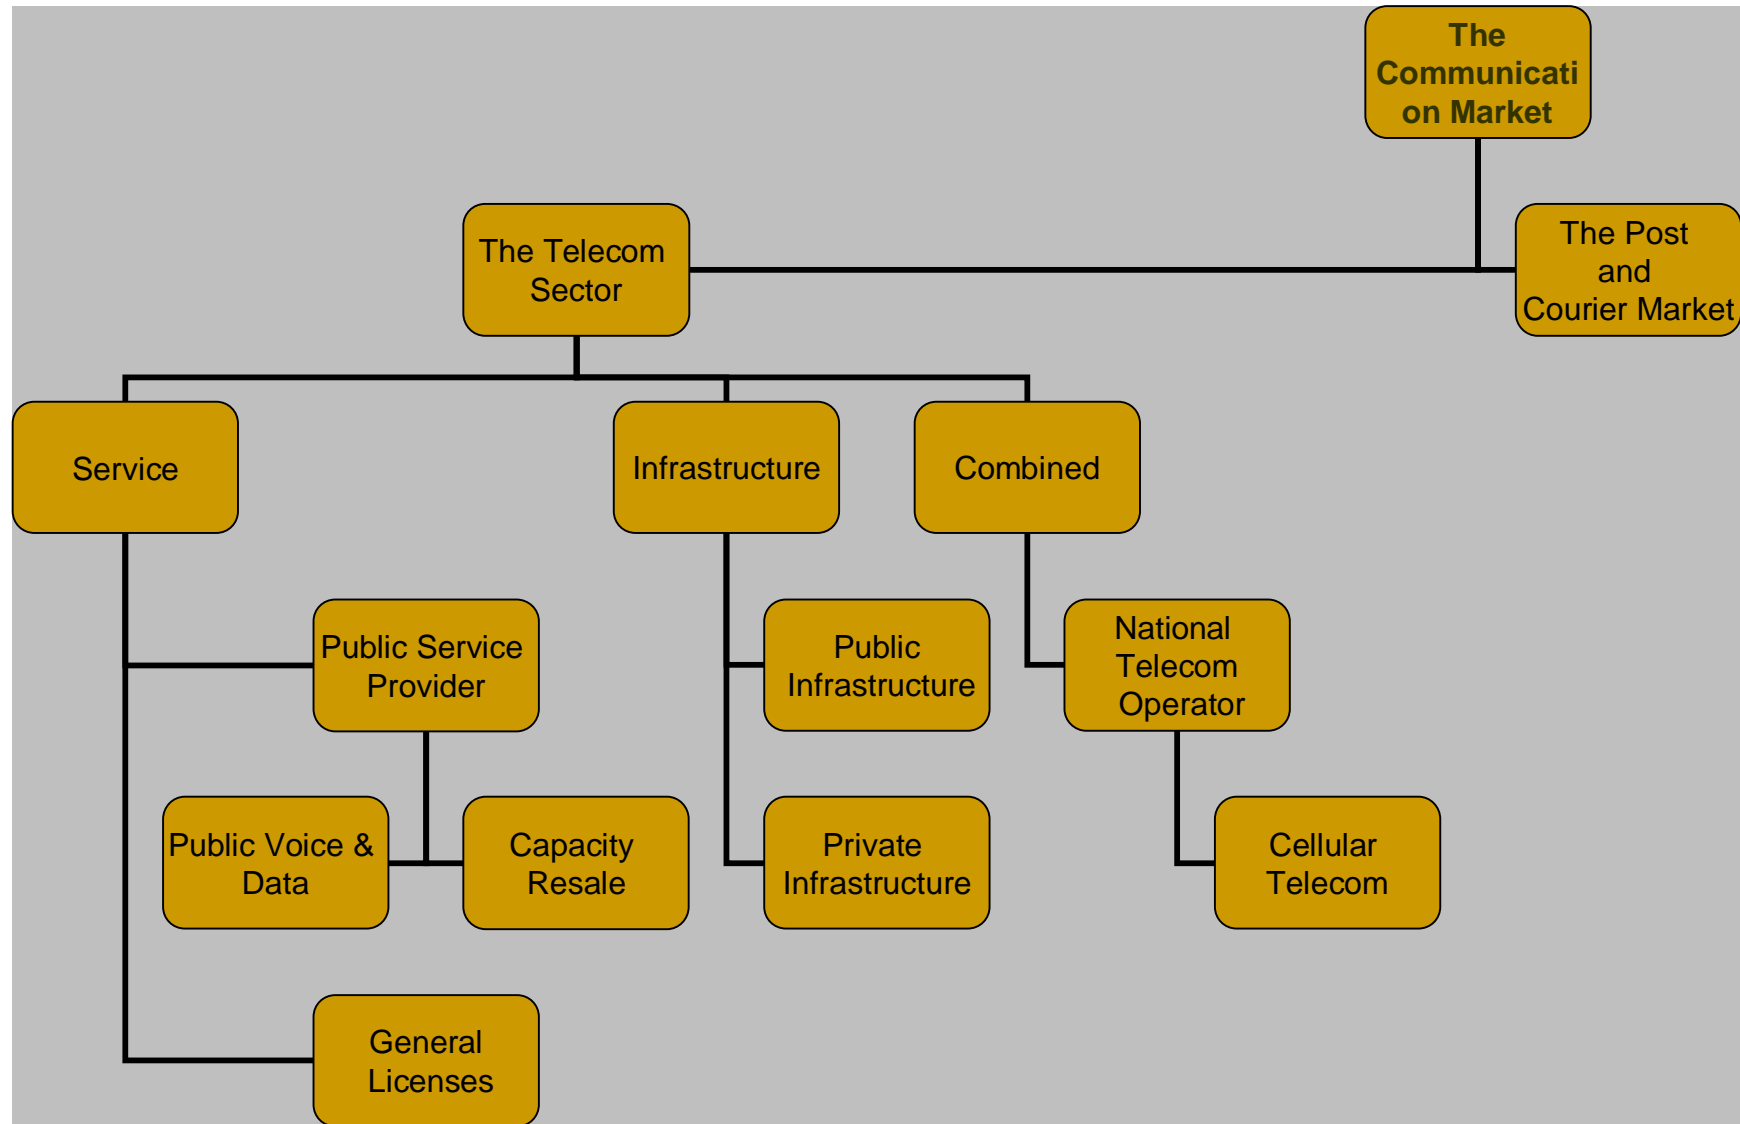 The
Communicati
on Market
The Telecom
Sector
The Post
and
Courier Market
Service
Infrastructure
Combined
Public Service
Provider
Public
Infrastructure
National
Telecom
Operator
Public Voice &
Data
Capacity
Resale
Private
Infrastructure
Cellular
Telecom
General
Licenses